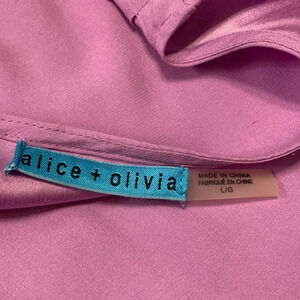 alice + olivia
MADE IN CHINA
FABRIQUÉ EN CHINE
L/G